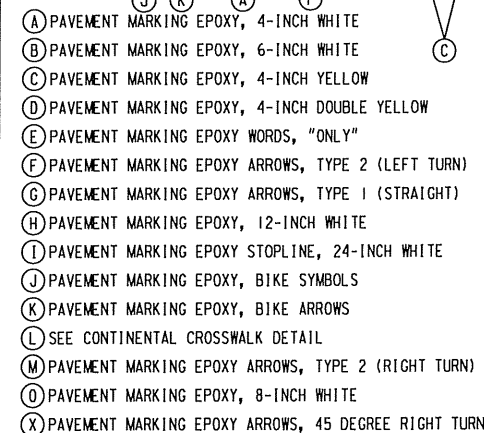 J K A F
C
A PAVEMENT MARKING EPOXY, 4-INCH WHITE
B PAVEMENT MARKING EPOXY, 6-INCH WHITE
C PAVEMENT MARKING EPOXY, 4-INCH YELLOW
D PAVEMENT MARKING EPOXY, 4-INCH DOUBLE YELLOW
E PAVEMENT MARKING EPOXY WORDS, "ONLY"
F PAVEMENT MARKING EPOXY ARROWS, TYPE 2 (LEFT TURN)
G PAVEMENT MARKING EPOXY ARROWS, TYPE 1 (STRAIGHT)
H PAVEMENT MARKING EPOXY, 12-INCH WHITE
I PAVEMENT MARKING EPOXY STOPLINE, 24-INCH WHITE
J PAVEMENT MARKING EPOXY, BIKE SYMBOLS
K PAVEMENT MARKING EPOXY, BIKE ARROWS
L SEE CONTINENTAL CROSSWALK DETAIL
M PAVEMENT MARKING EPOXY ARROWS, TYPE 2 (RIGHT TURN)
O PAVEMENT MARKING EPOXY, 8-INCH WHITE
X PAVEMENT MARKING EPOXY ARROWS, 45 DEGREE RIGHT TURN